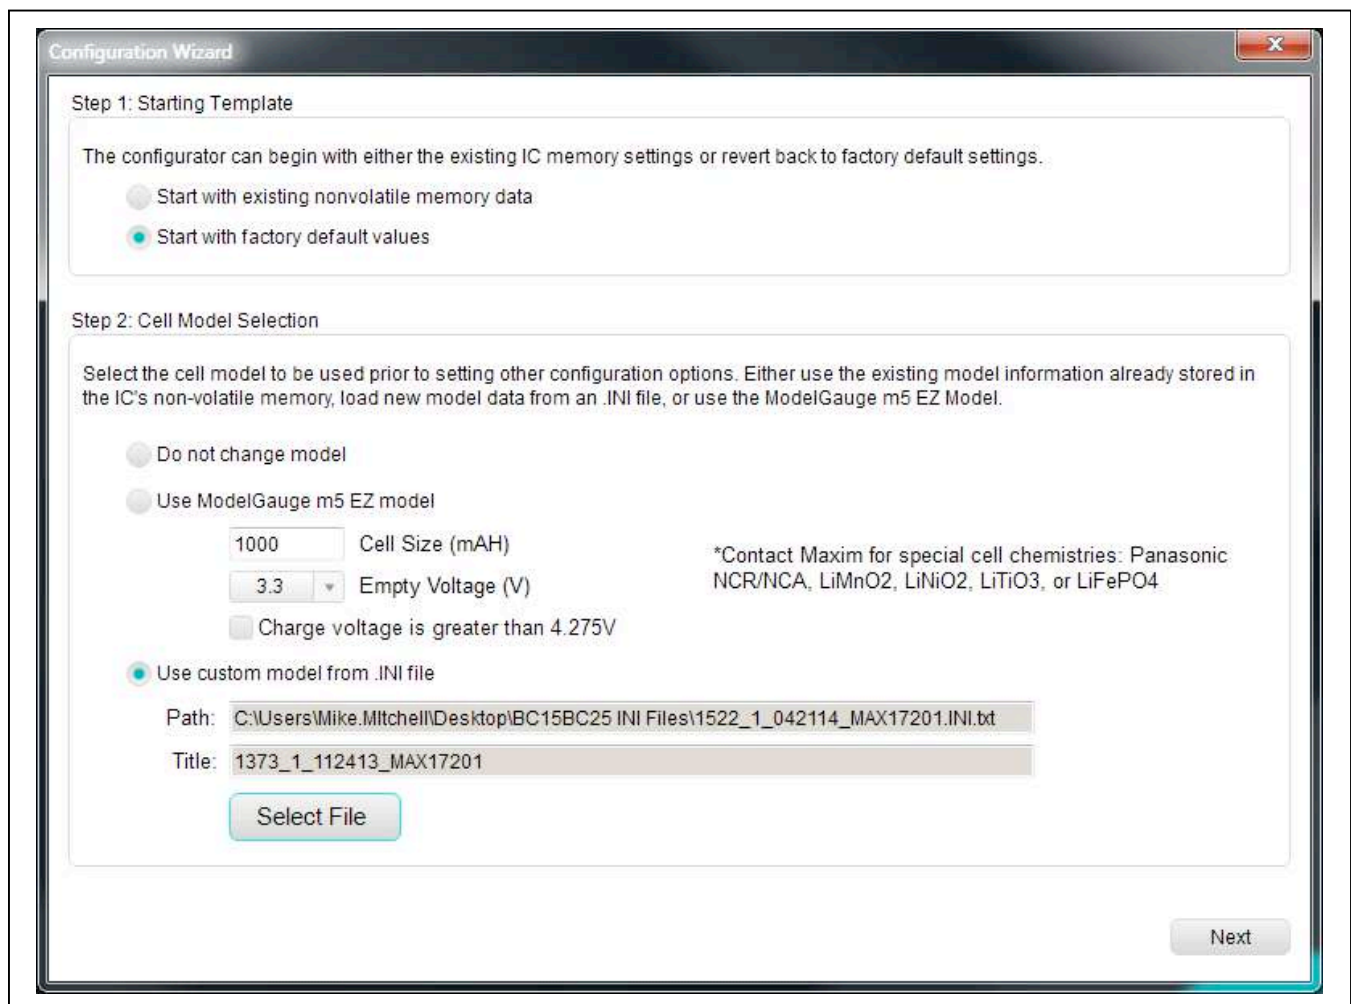 Configuration Wizard
x
Step 1: Starting Template
The configurator can begin with either the existing IC memory settings or revert back to factory default settings.
Start with existing nonvolatile memory data
Start with factory default values
Step 2: Cell Model Selection
Select the cell model to be used prior to setting other configuration options. Either use the existing model information already stored in
the IC's non-volatile memory, load new model data from an .INI file, or use the ModelGauge m5 EZ Model.
Do not change model
Use ModelGauge m5 EZ model
1000 Cell Size (mAH)
3.3 Empty Voltage (V)
Charge voltage is greater than 4.275V
*Contact Maxim for special cell chemistries: Panasonic
NCR/NCA, LiMnO2, LiNiO2, LiTiO3, or LiFePO4
Use custom model from .INI file
Path: C:\Users\Mike.MItchell\Desktop\BC15BC25 INI Files\1522_1_042114_MAX17201.INI.txt
Title: 1373_1_112413_MAX17201
Select File
Next